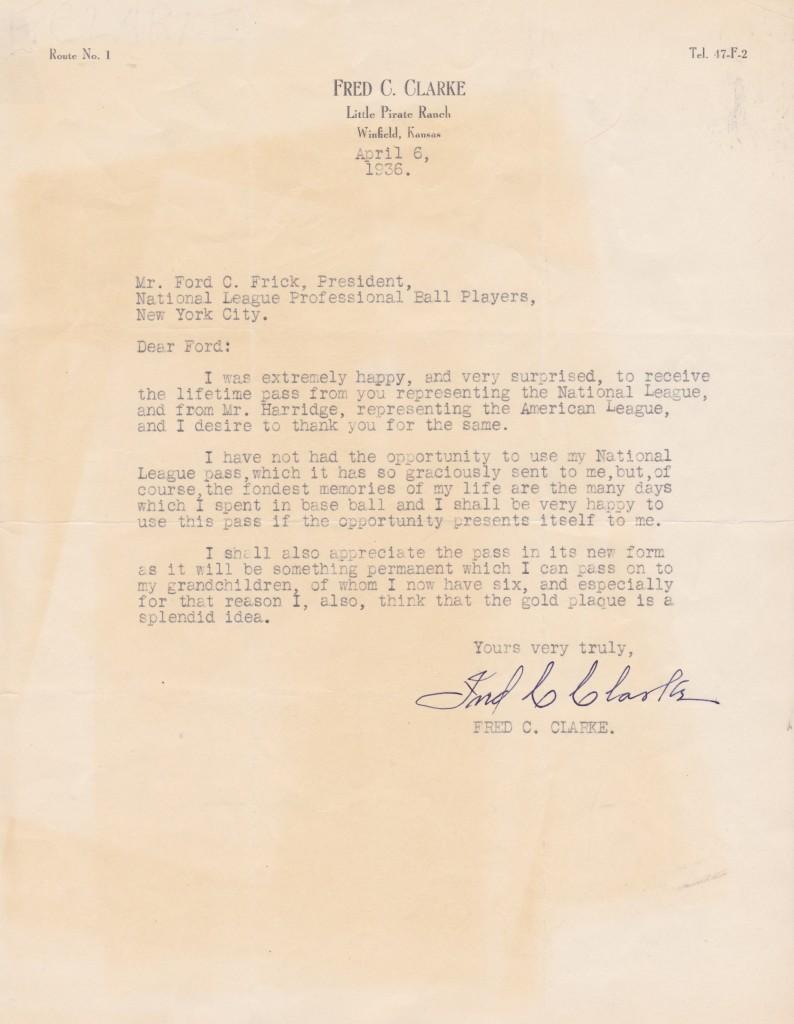 Route No. 1
Tel. 47-F-2
FRED C. CLARKE
Little Pirate Ranch
Winfield, Kansas
April 6,
1936.
Mr. Ford C. Frick, President,
National League Professional Ball Players,
New York City.
Dear Ford:
I was extremely happy, and very surprised, to receive
the lifetime pass from you representing the National League,
and from Mr. Harridge, representing the American League,
and I desire to thank you for the same.
I have not had the opportunity to use my National
League pass,which it has so graciously sent to me,but,of
course,the fondest memories of my life are the many days
which I spent in base ball and I shall be very happy to
use this pass if the opportunity presents itself to me.
I shall also appreciate the pass in its new form
as it will be something permanent which I can pass on to
my grandchildren, of whom I now have six, and especially
for that reason I, also, think that the gold plaque is a
splendid idea.
Yours very truly,
Fred C Clarke
FRED C. CLARKE.